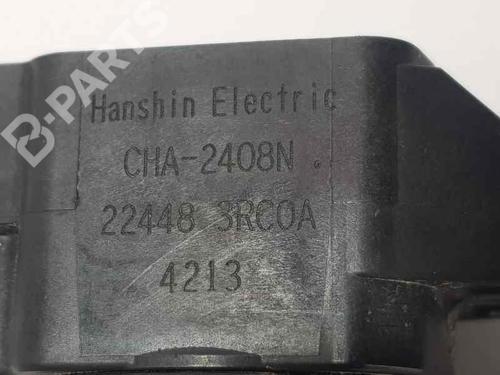 B-PARTS
Hanshin Electric
CHA-2408N
22448 3RC0A
4213